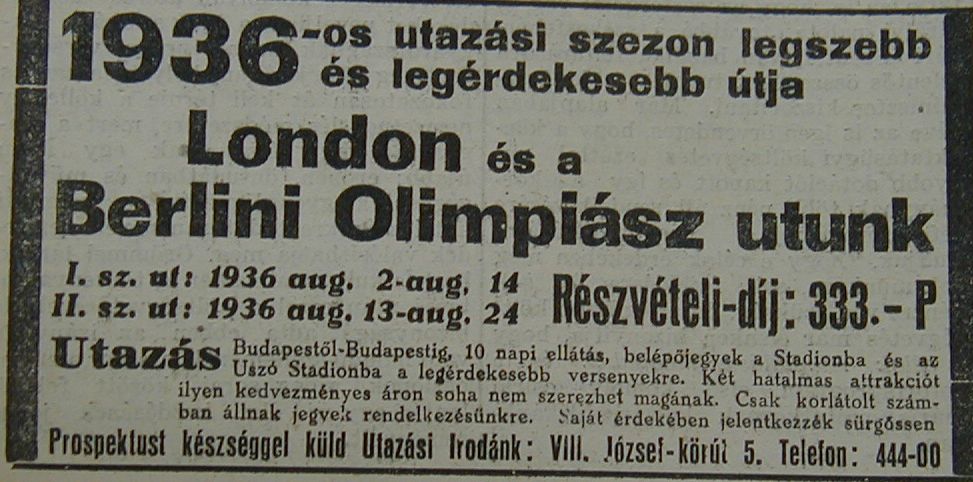 1936-os utazási szezon legszebb
és legérdekesebb útja
London és a
Berlini Olimpiász utunk
I. sz. ut: 1936 aug. 2-aug, 14
II. sz. ut: 1936 aug. 13-aug. 24
Részvételi-díj: 333.- P
Utazás Budapestől-Budapestig, 10 napi ellátás, belépőjegyek a Stadionba és az
Uszó Stadionba a legérdekesebb versenyekre. Két hatalmas attrakciót
ilyen kedvezményes áron soha nem szerezhet magának. Csak korlátolt szám-
ban állnak jegyek rendelkezésünkre. Saját érdekében jelentkezzék sürgősen
Prospektust készséggel küld Utazási Irodánk: VIII. József-körút 5. Telefon: 444-00